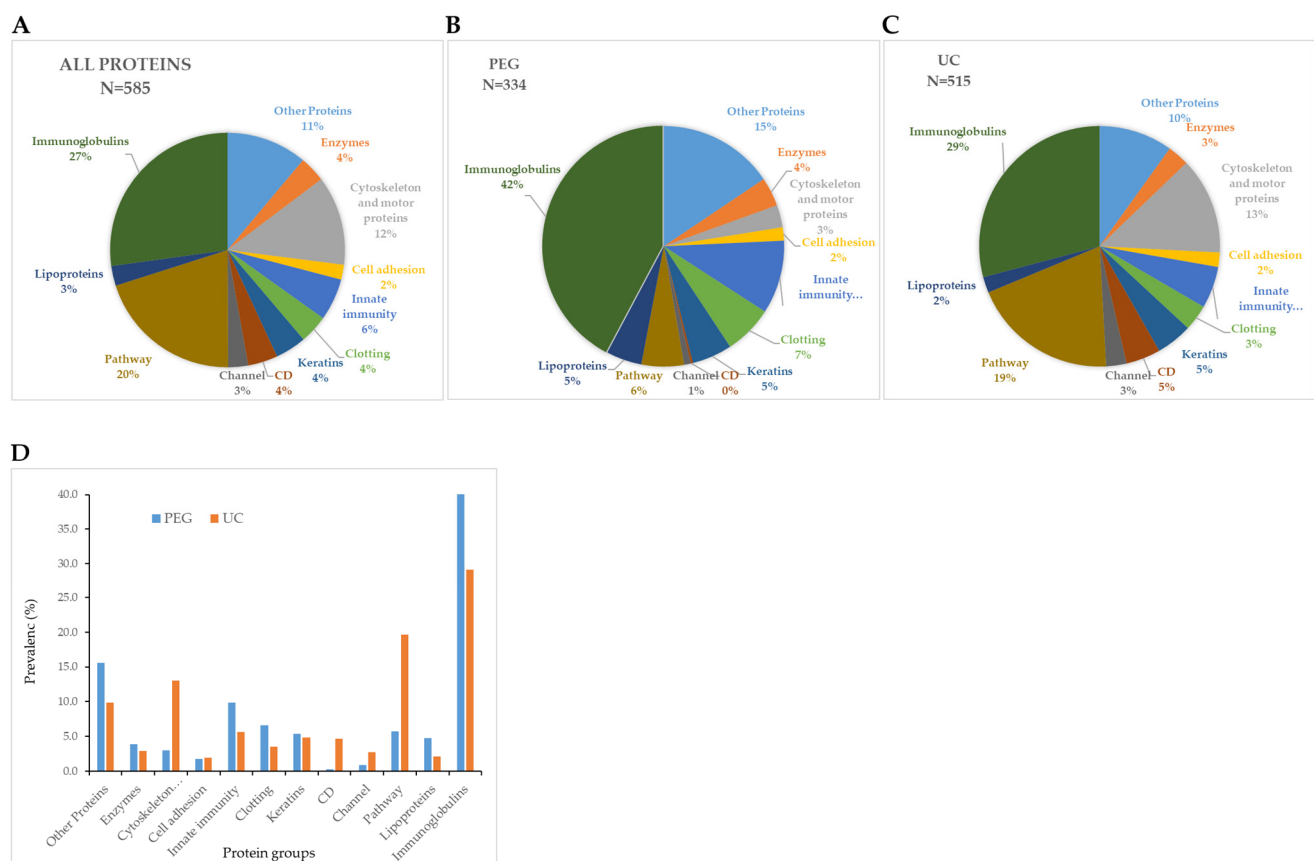 A
ALL PROTEINS
N=585
Other Proteins
11%
Enzymes
4%
Cytoskeleton
and motor
proteins
12%
Cell adhesion
2%
Innate
immunity
6%
Clotting
4%
Keratins
4%
CD
4%
Channel
3%
Pathway
20%
Lipoproteins
3%
Immunoglobulins
27%
B
PEG
N=334
Other Proteins
15%
Enzymes
4%
Cytoskeleton
and motor
proteins
3%
Cell adhesion
2%
Innate
immunity...
Clotting
7%
Keratins
5%
CD
0%
Channel
1%
Pathway
6%
Lipoproteins
5%
Immunoglobulins
42%
C
UC
N=515
Other Proteins
10%
Enzymes
3%
Cytoskeleton
and motor
proteins
13%
Cell adhesion
2%
Innate
immunity...
Clotting
3%
Keratins
5%
CD
5%
Channel
3%
Pathway
19%
Lipoproteins
2%
Immunoglobulins
29%
D
PEG UC
Prevalenc (%)
40.0
35.0
30.0
25.0
20.0
15.0
10.0
5.0
0.0
Other Proteins
Enzymes
Cytoskeleton...
Cell adhesion
Innate immunity
Clotting
Keratins
CD
Channel
Pathway
Lipoproteins
Immunoglobulins
Protein groups